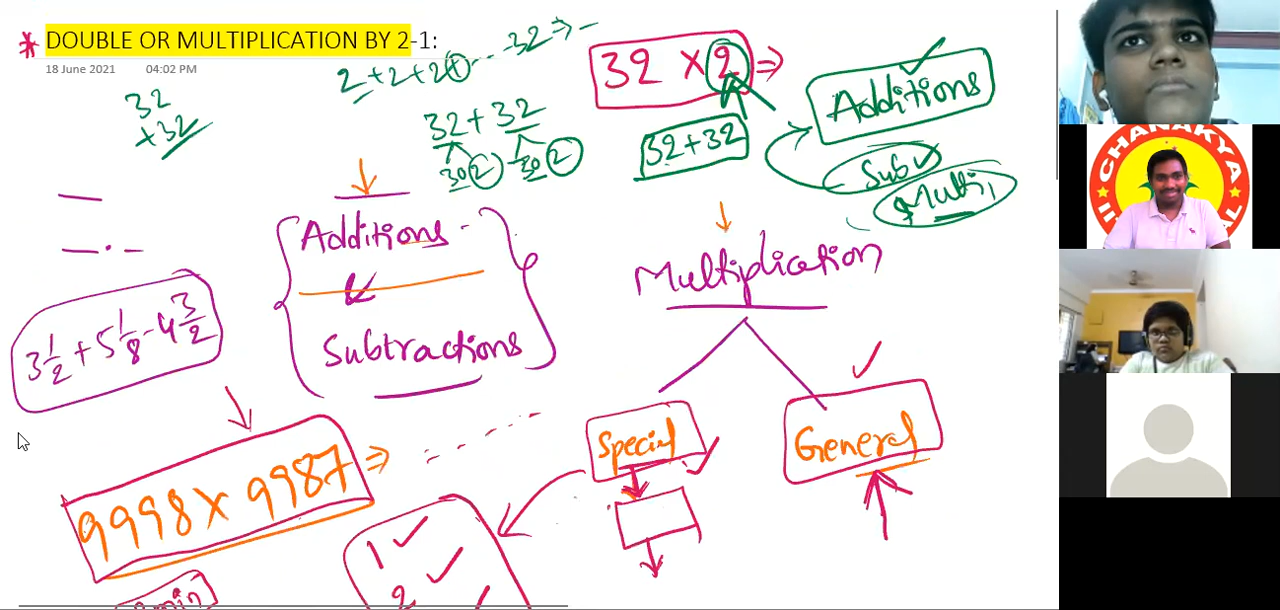 * DOUBLE OR MULTIPLICATION BY 2-1:
18 June 2021 04:02 PM
2+2+2+ ... 32 ⇒ –
32 × 2 ⇒
32
+32
32 + 32
30 2 30 2
32+32
Additions
Sub
Multi,
Additions
Subtractions
Multiplication
3 1/2 + 5 1/8 - 4 3/2
Special
General
9998 × 9987 ⇒
1 ✓
2 ✓
CHANAKYA